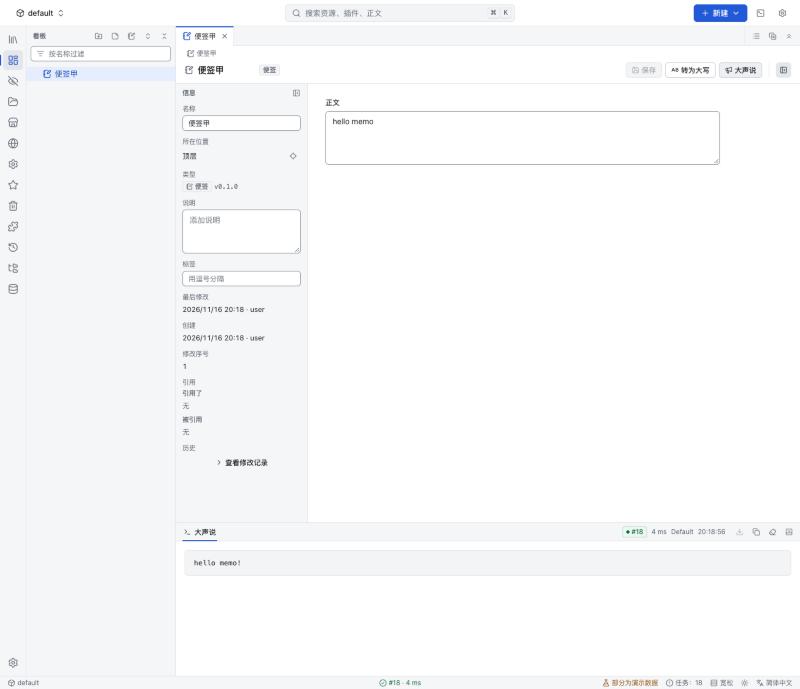 default
搜索资源、插件、正文
⌘ K
新建
看板
按名称过滤
便签甲
便签甲
便签甲
便签甲
便签
保存
AB 转为大写
大声说
信息
名称
便签甲
所在位置
顶层
类型
便签 v0.1.0
说明
添加说明
标签
用逗号分隔
最后修改
2026/11/16 20:18 · user
创建
2026/11/16 20:18 · user
修改序号
1
引用
引用了
无
被引用
无
历史
查看修改记录
正文
hello memo
大声说
#18 4 ms Default 20:18:56
hello memo!
default
#18 · 4 ms
部分为演示数据
任务: 18
宽松
简体中文